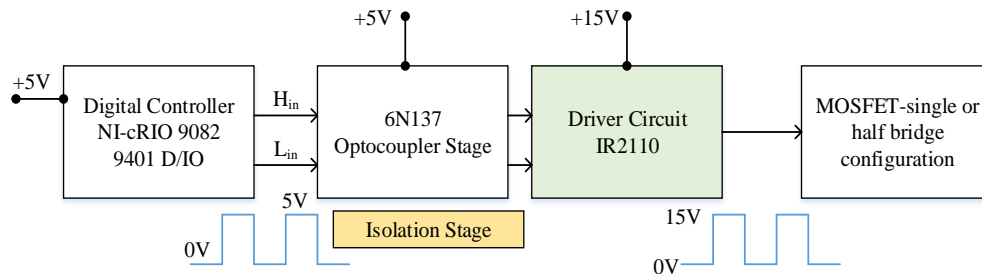 +5V
+15V
+5V
Digital Controller
NI-cRIO 9082
9401 D/IO
H_in
L_in
6N137
Optocoupler Stage
Driver Circuit
IR2110
MOSFET-single or
half bridge
configuration
5V
0V
Isolation Stage
15V
0V